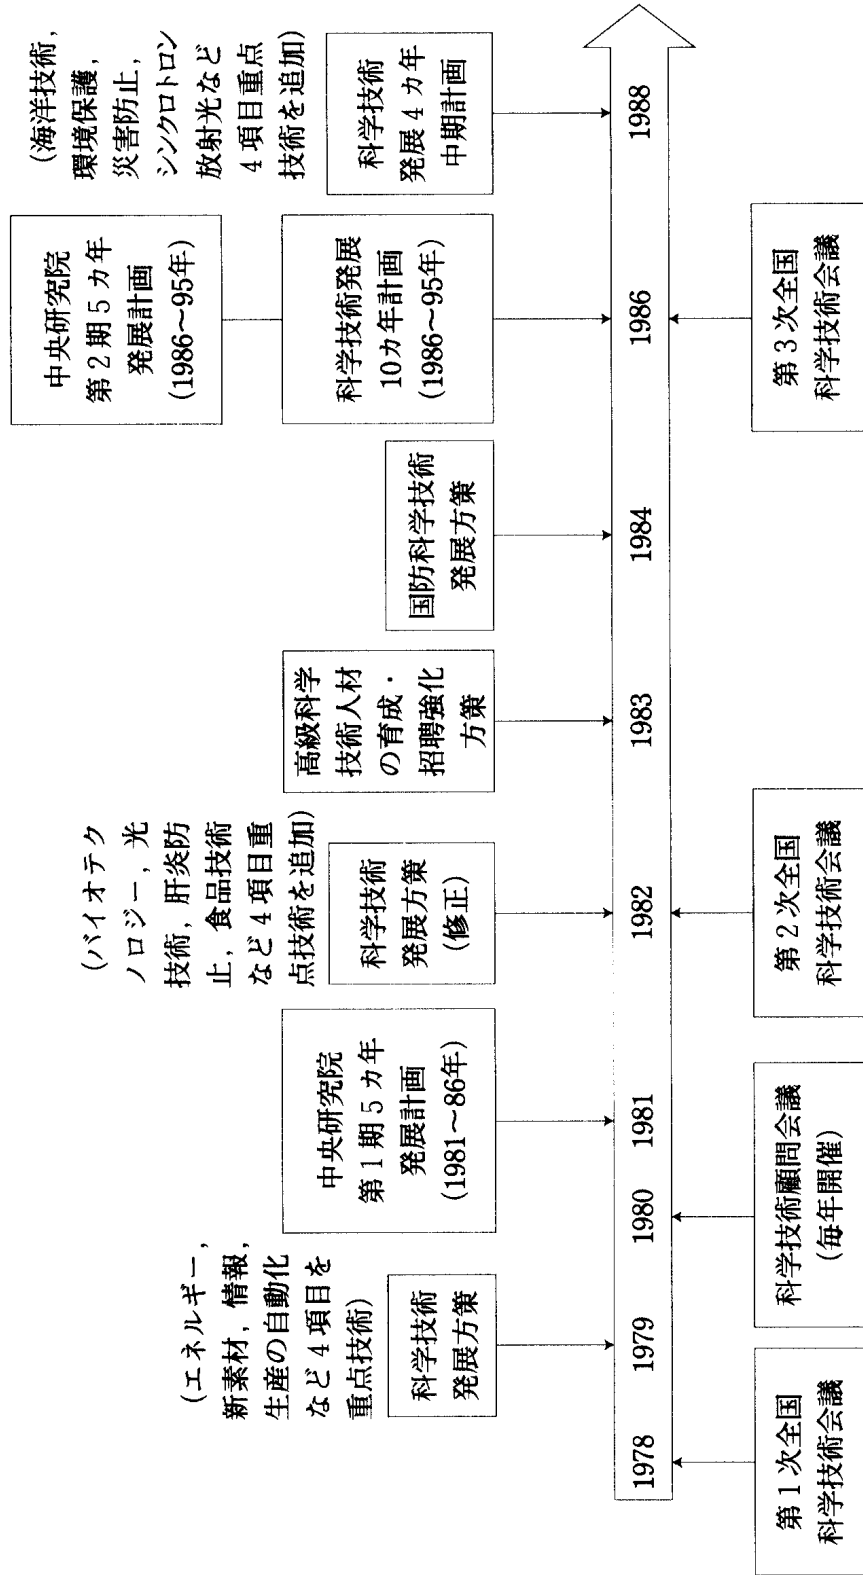 (エネルギー,
新素材, 情報,
生産の自動化
など4項目を
重点技術)
科学技術
発展方策
中央研究院
第1期5カ年
発展計画
(1981〜86年)
(バイオテク
ノロジー, 光
技術, 肝炎防
止, 食品技術
など4項目重
点技術を追加)
科学技術
発展方策
(修正)
高級科学
技術人材
の育成・
招聘強化
方策
国防科学技術
発展方策
中央研究院
第2期5カ年
発展計画
(1986〜95年)
科学技術発展
10カ年計画
(1986〜95年)
(海洋技術,
環境保護,
災害防止,
シンクロトロン
放射光など
4項目重点
技術を追加)
科学技術
発展4カ年
中期計画
1978
1979
1980
1981
1982
1983
1984
1986
1988
第1次全国
科学技術会議
科学技術顧問会議
(毎年開催)
第2次全国
科学技術会議
第3次全国
科学技術会議